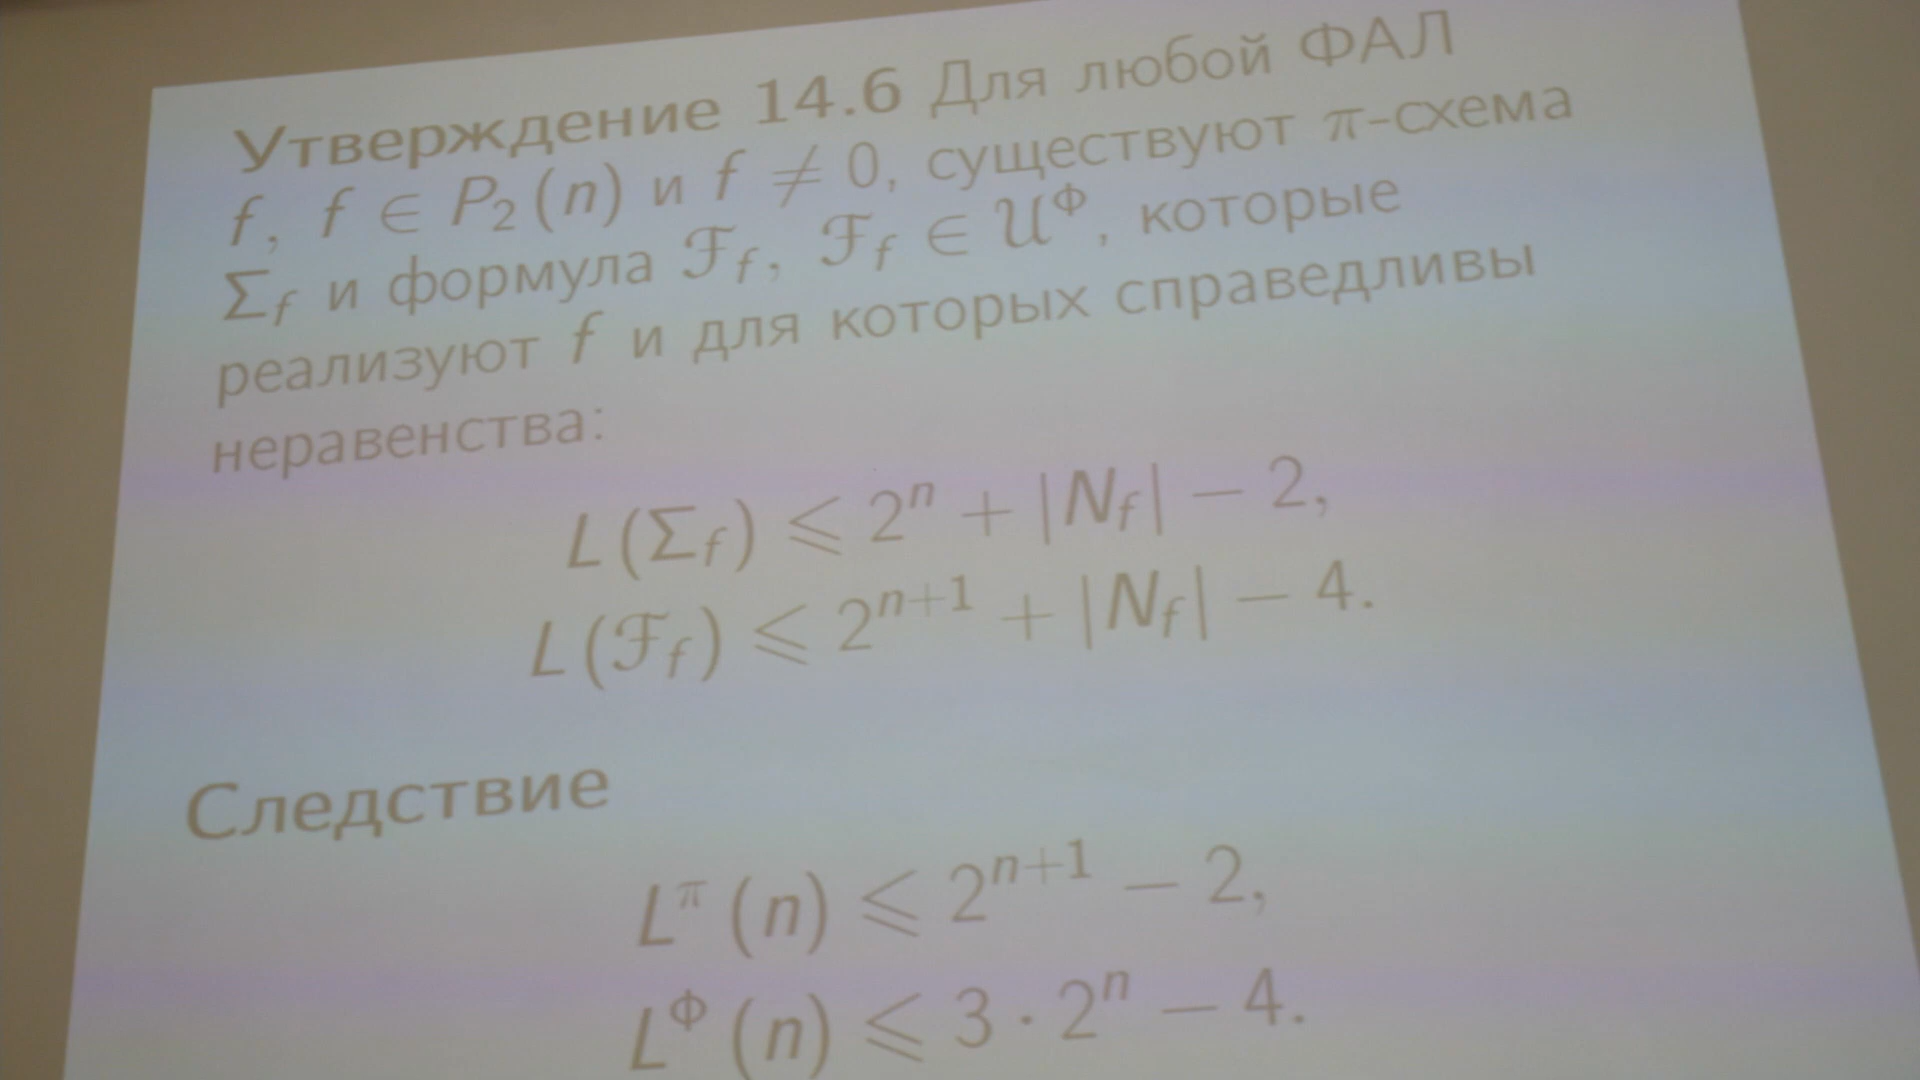 Утверждение 14.6 Для любой ФАЛ
f, f ∈ P₂(n) и f ≠ 0, существуют π-схема
Σ_f и формула ℱ_f, ℱ_f ∈ 𝒰^Φ, которые
реализуют f и для которых справедливы
неравенства:
L(Σ_f) ⩽ 2^n + |N_f| − 2,
L(ℱ_f) ⩽ 2^{n+1} + |N_f| − 4.
Следствие
L^π(n) ⩽ 2^{n+1} − 2,
L^Φ(n) ⩽ 3 · 2^n − 4.